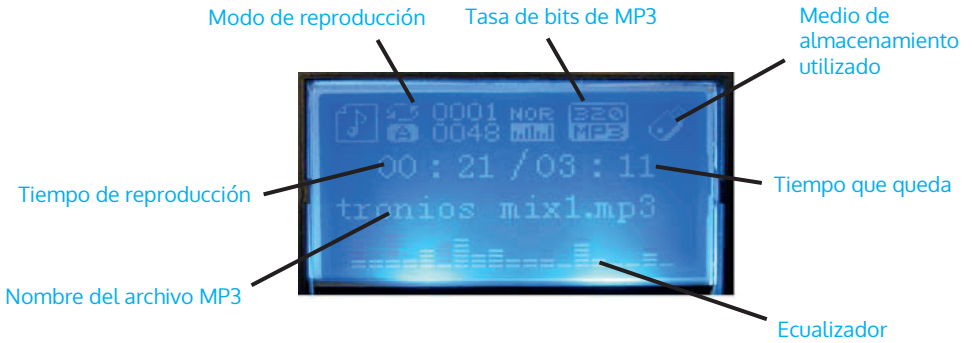 Modo de reproducción
Tasa de bits de MP3
Medio de
almacenamiento
utilizado
0001 NOR 320
A 0048 MP3
00 : 21 / 03 : 11
Tiempo de reproducción
Tiempo que queda
tronios mix1.mp3
Nombre del archivo MP3
Ecualizador